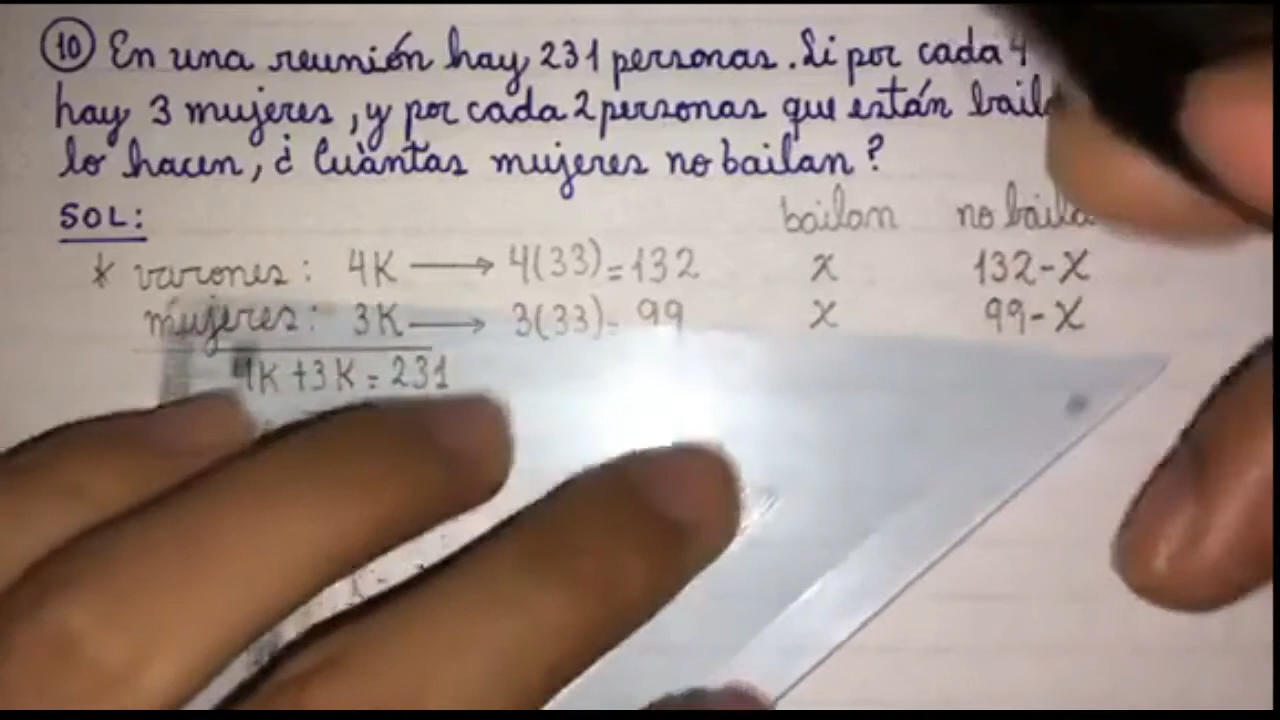 10 En una reunión hay 231 personas. Si por cada 4
hay 3 mujeres, y por cada 2 personas que están
lo hacen, ¿Cuàntas mujeres no bailan?
SOL:
bailan no
* varones: 4K → 4(33)=132 x 132-x
mujeres: 3K → 3(33)= 99 x 99-x
4K+3K=231